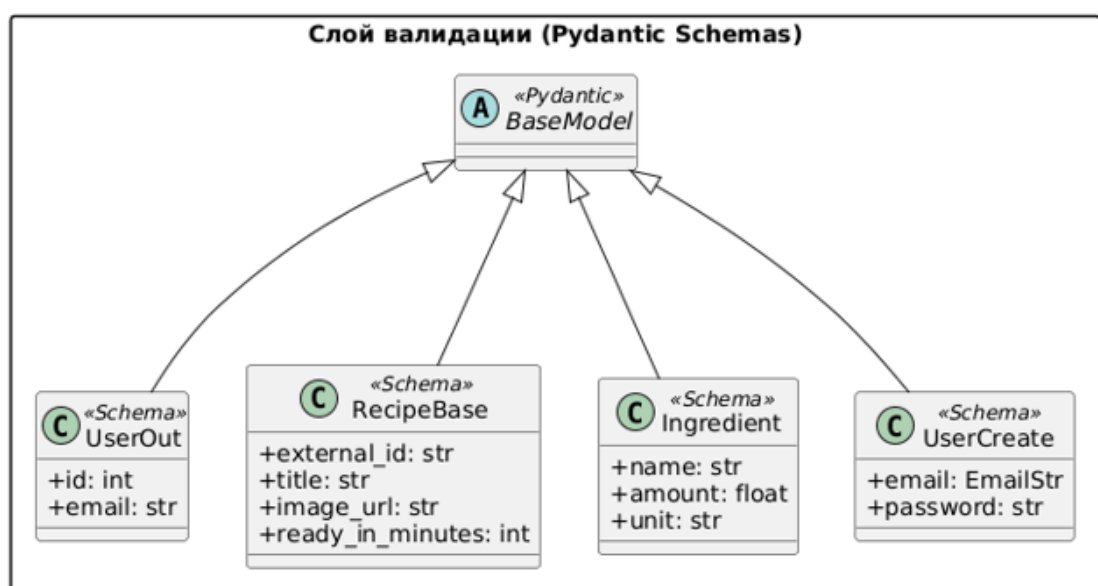 Слой валидации (Pydantic Schemas)
A
«Pydantic»
BaseModel
C
«Schema»
UserOut
+id: int
+email: str
C
«Schema»
RecipeBase
+external_id: str
+title: str
+image_url: str
+ready_in_minutes: int
C
«Schema»
Ingredient
+name: str
+amount: float
+unit: str
C
«Schema»
UserCreate
+email: EmailStr
+password: str